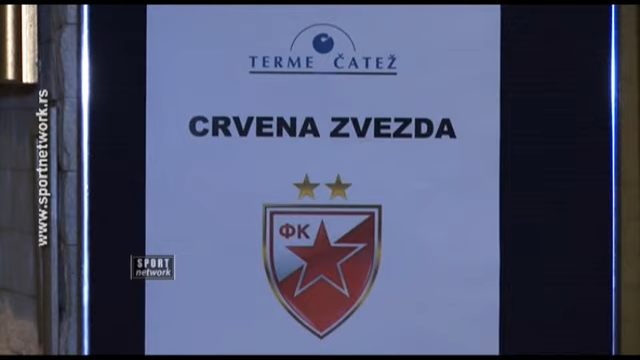 TERME ČATEŽ
CRVENA ZVEZDA
ФК
www.sportnetwork.rs
SPORT
network